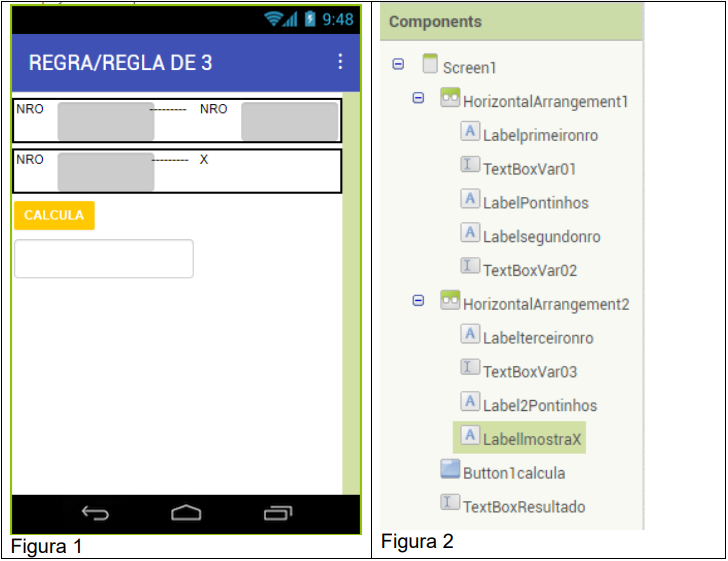 9:48
REGRA/REGLA DE 3
NRO --------- NRO
NRO --------- X
CALCULA
Figura 1
Components
Screen1
HorizontalArrangement1
Labelprimeironro
TextBoxVar01
LabelPontinhos
Labelsegundonro
TextBoxVar02
HorizontalArrangement2
Labelterceironro
TextBoxVar03
Label2Pontinhos
LabelImostraX
Button1calcula
TextBoxResultado
Figura 2